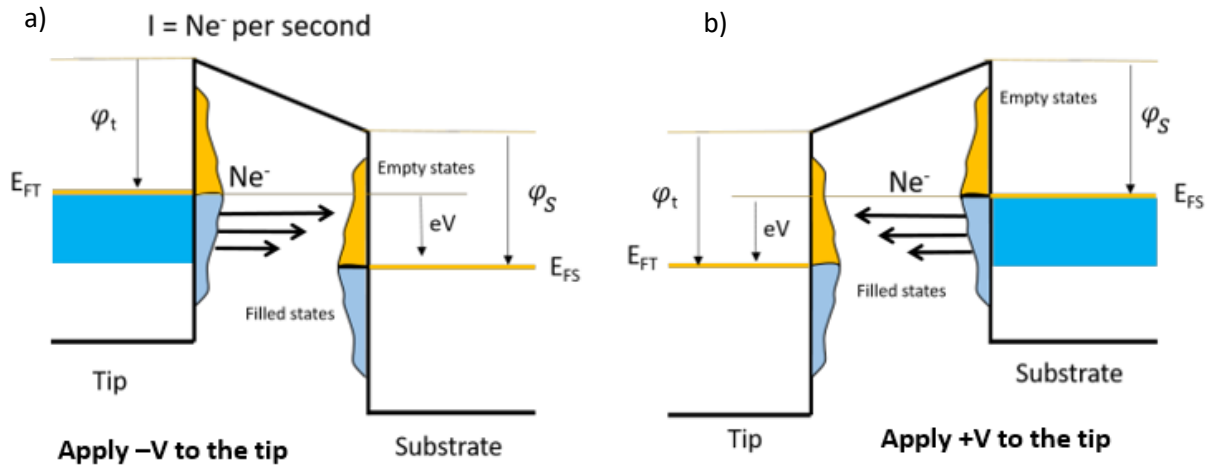 a)
I = Ne⁻ per second
φt
EFT
Ne⁻
Empty states
eV
φS
EFS
Filled states
Tip
Substrate
Apply –V to the tip
b)
Empty states
φS
Ne⁻
φt
eV
EFS
EFT
Filled states
Substrate
Tip
Apply +V to the tip